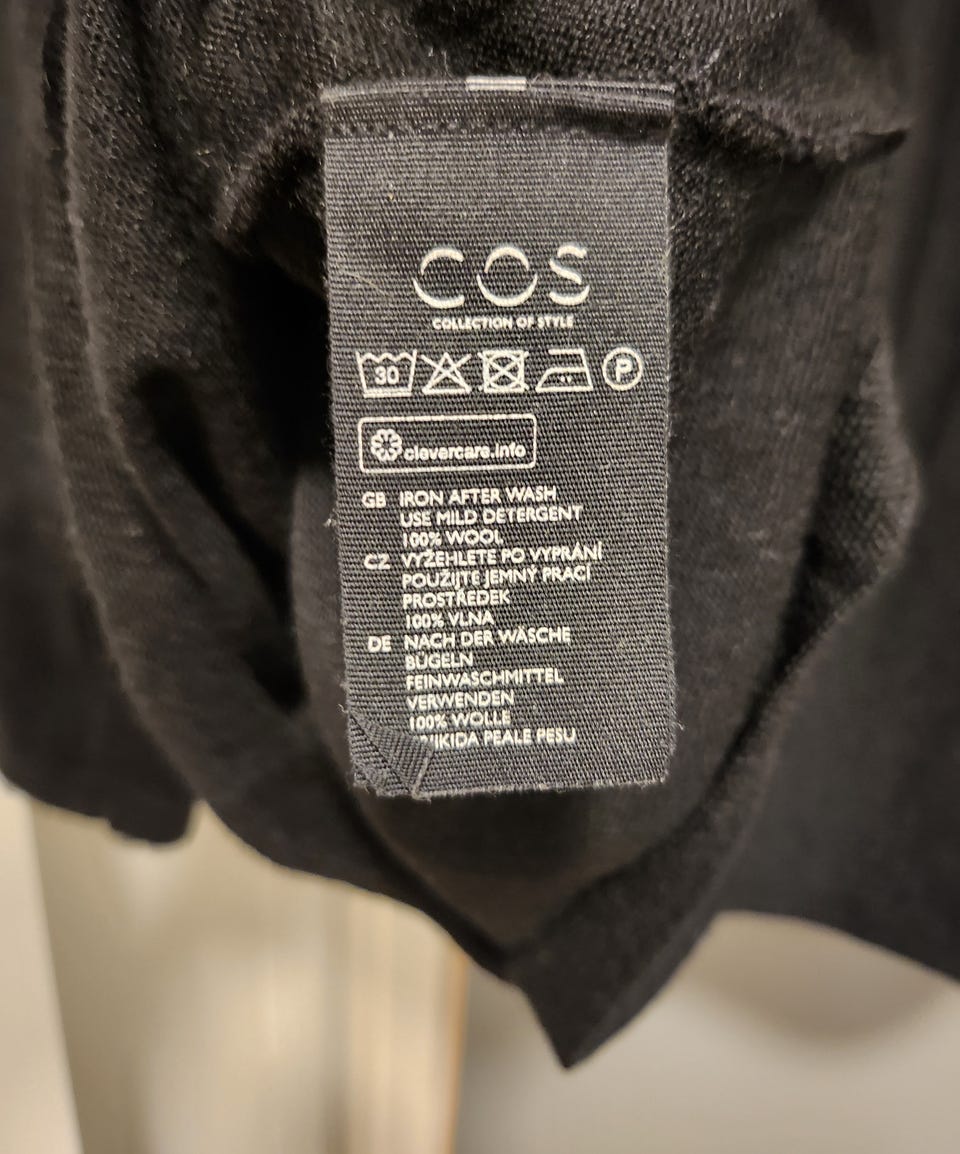 COS
COLLECTION OF STYLE
30 P
clevercare.info
GB IRON AFTER WASH
USE MILD DETERGENT
100% WOOL
CZ VYŽEHLETE PO VYPRÁNÍ
POUŽIJTE JEMNÝ PRACÍ
PROSTŘEDEK
100% VLNA
DE NACH DER WÄSCHE
BÜGELN
FEINWASCHMITTEL
VERWENDEN
100% WOLLE
PEALE PESU